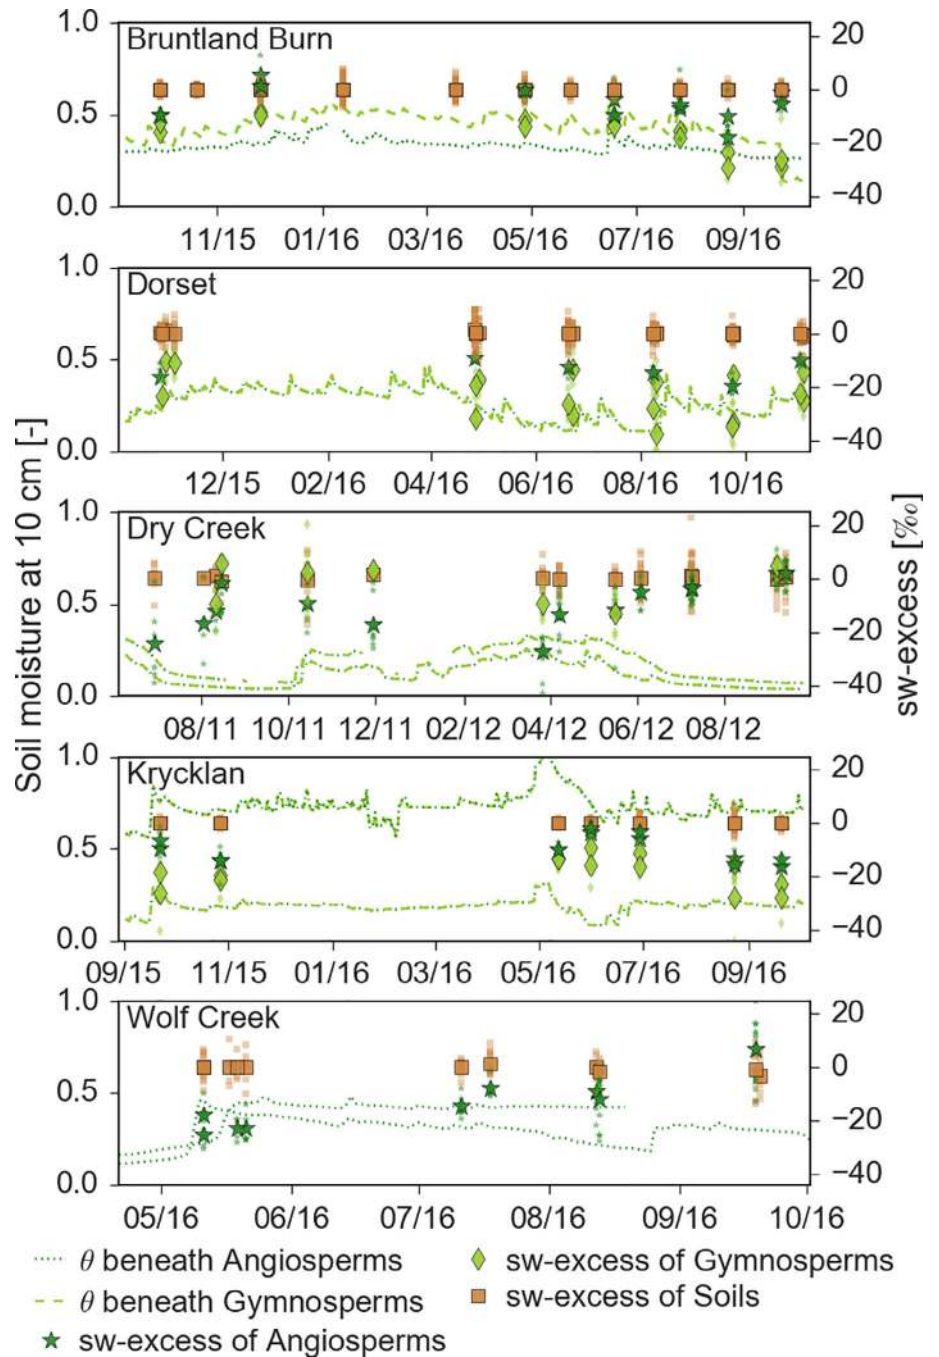 Soil moisture at 10 cm [-]
sw-excess [‰]
Bruntland Burn
1.0
0.5
0.0
20
0
−20
−40
11/15 01/16 03/16 05/16 07/16 09/16
Dorset
1.0
0.5
0.0
20
0
−20
−40
12/15 02/16 04/16 06/16 08/16 10/16
Dry Creek
1.0
0.5
0.0
20
0
−20
−40
08/11 10/11 12/11 02/12 04/12 06/12 08/12
Krycklan
1.0
0.5
0.0
20
0
−20
−40
09/15 11/15 01/16 03/16 05/16 07/16 09/16
Wolf Creek
1.0
0.5
0.0
20
0
−20
−40
05/16 06/16 07/16 08/16 09/16 10/16
θ beneath Angiosperms
θ beneath Gymnosperms
sw-excess of Angiosperms
sw-excess of Gymnosperms
sw-excess of Soils